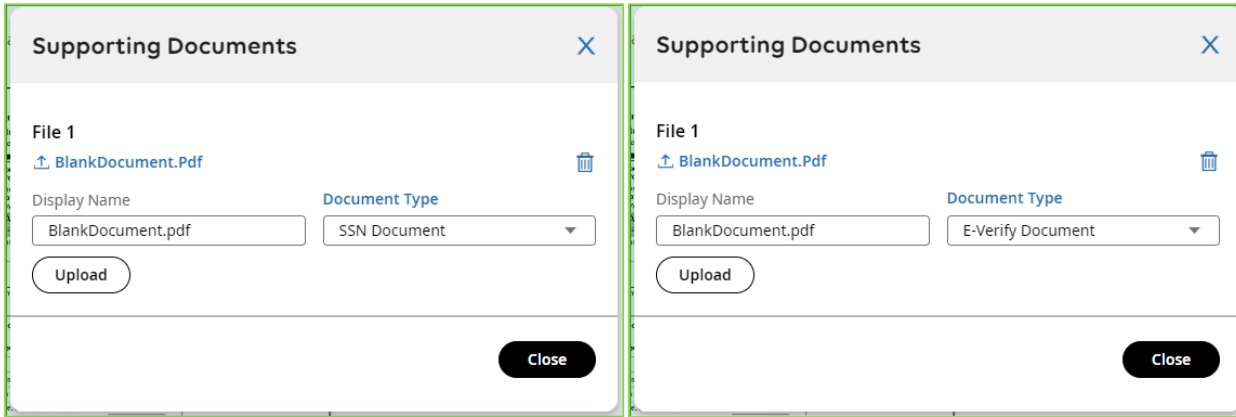 Supporting Documents
File 1
BlankDocument.Pdf
Display Name
Document Type
BlankDocument.pdf
SSN Document
Upload
Close
Supporting Documents
File 1
BlankDocument.Pdf
Display Name
Document Type
BlankDocument.pdf
E-Verify Document
Upload
Close